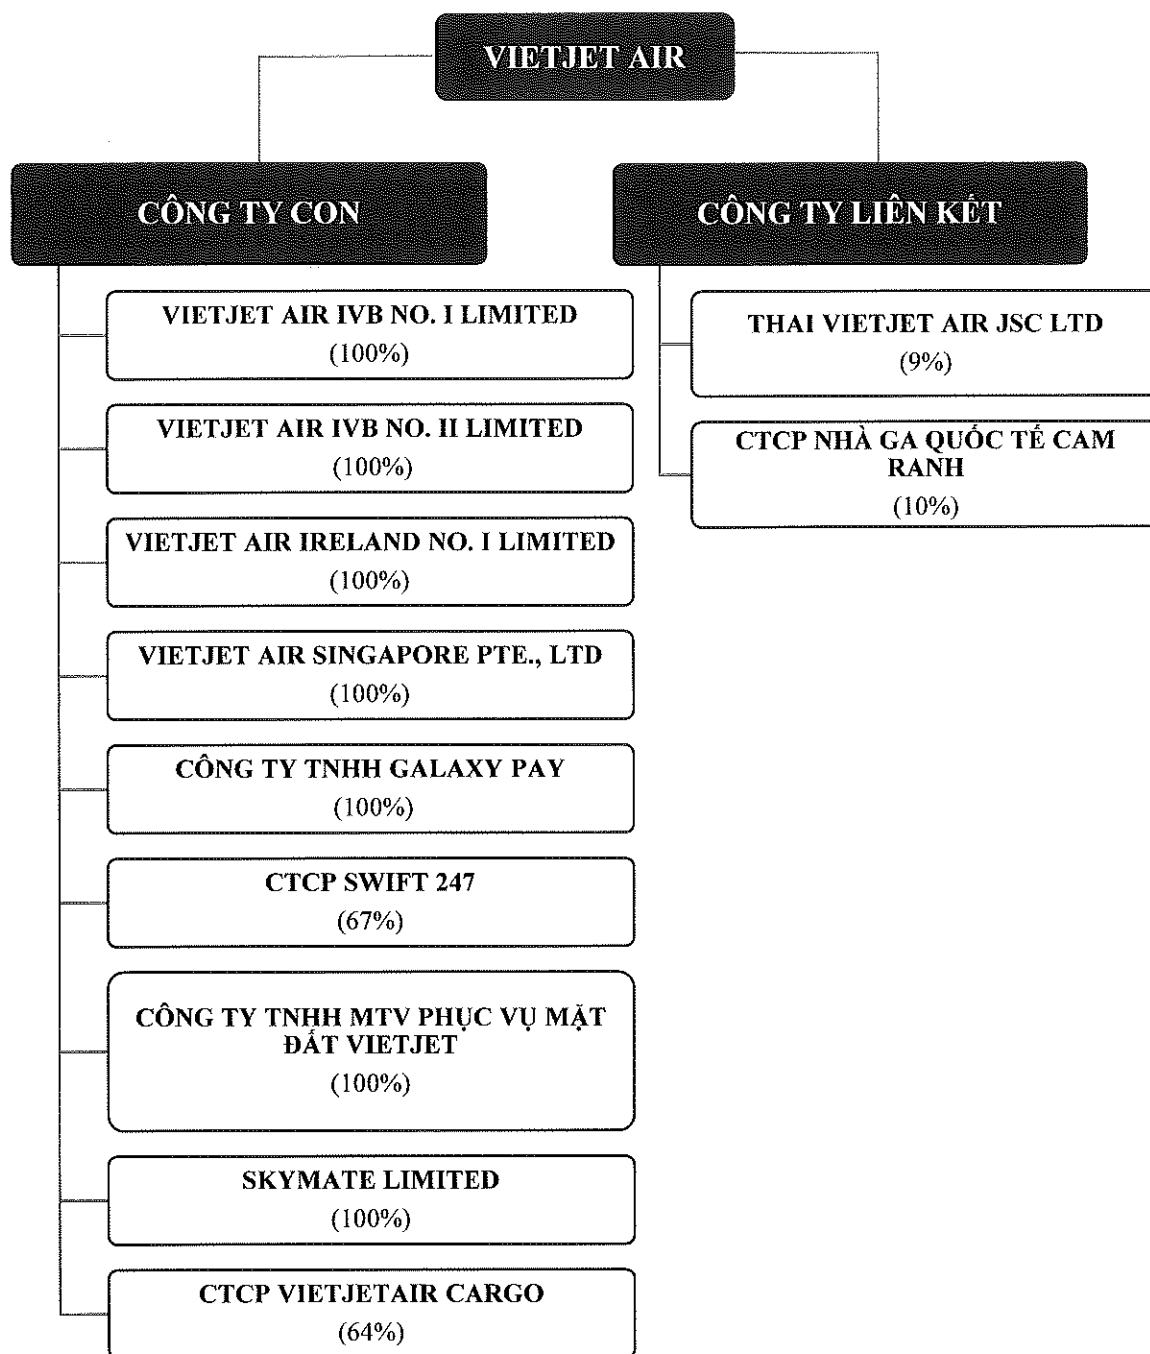 VIETJET AIR
CÔNG TY CON
CÔNG TY LIÊN KẾT
VIETJET AIR IVB NO. I LIMITED
(100%)
VIETJET AIR IVB NO. II LIMITED
(100%)
VIETJET AIR IRELAND NO. I LIMITED
(100%)
VIETJET AIR SINGAPORE PTE., LTD
(100%)
CÔNG TY TNHH GALAXY PAY
(100%)
CTCP SWIFT 247
(67%)
CÔNG TY TNHH MTV PHỤC VỤ MẶT
ĐẤT VIETJET
(100%)
SKYMATE LIMITED
(100%)
CTCP VIETJETAIR CARGO
(64%)
THAI VIETJET AIR JSC LTD
(9%)
CTCP NHÀ GA QUỐC TẾ CAM
RANH
(10%)